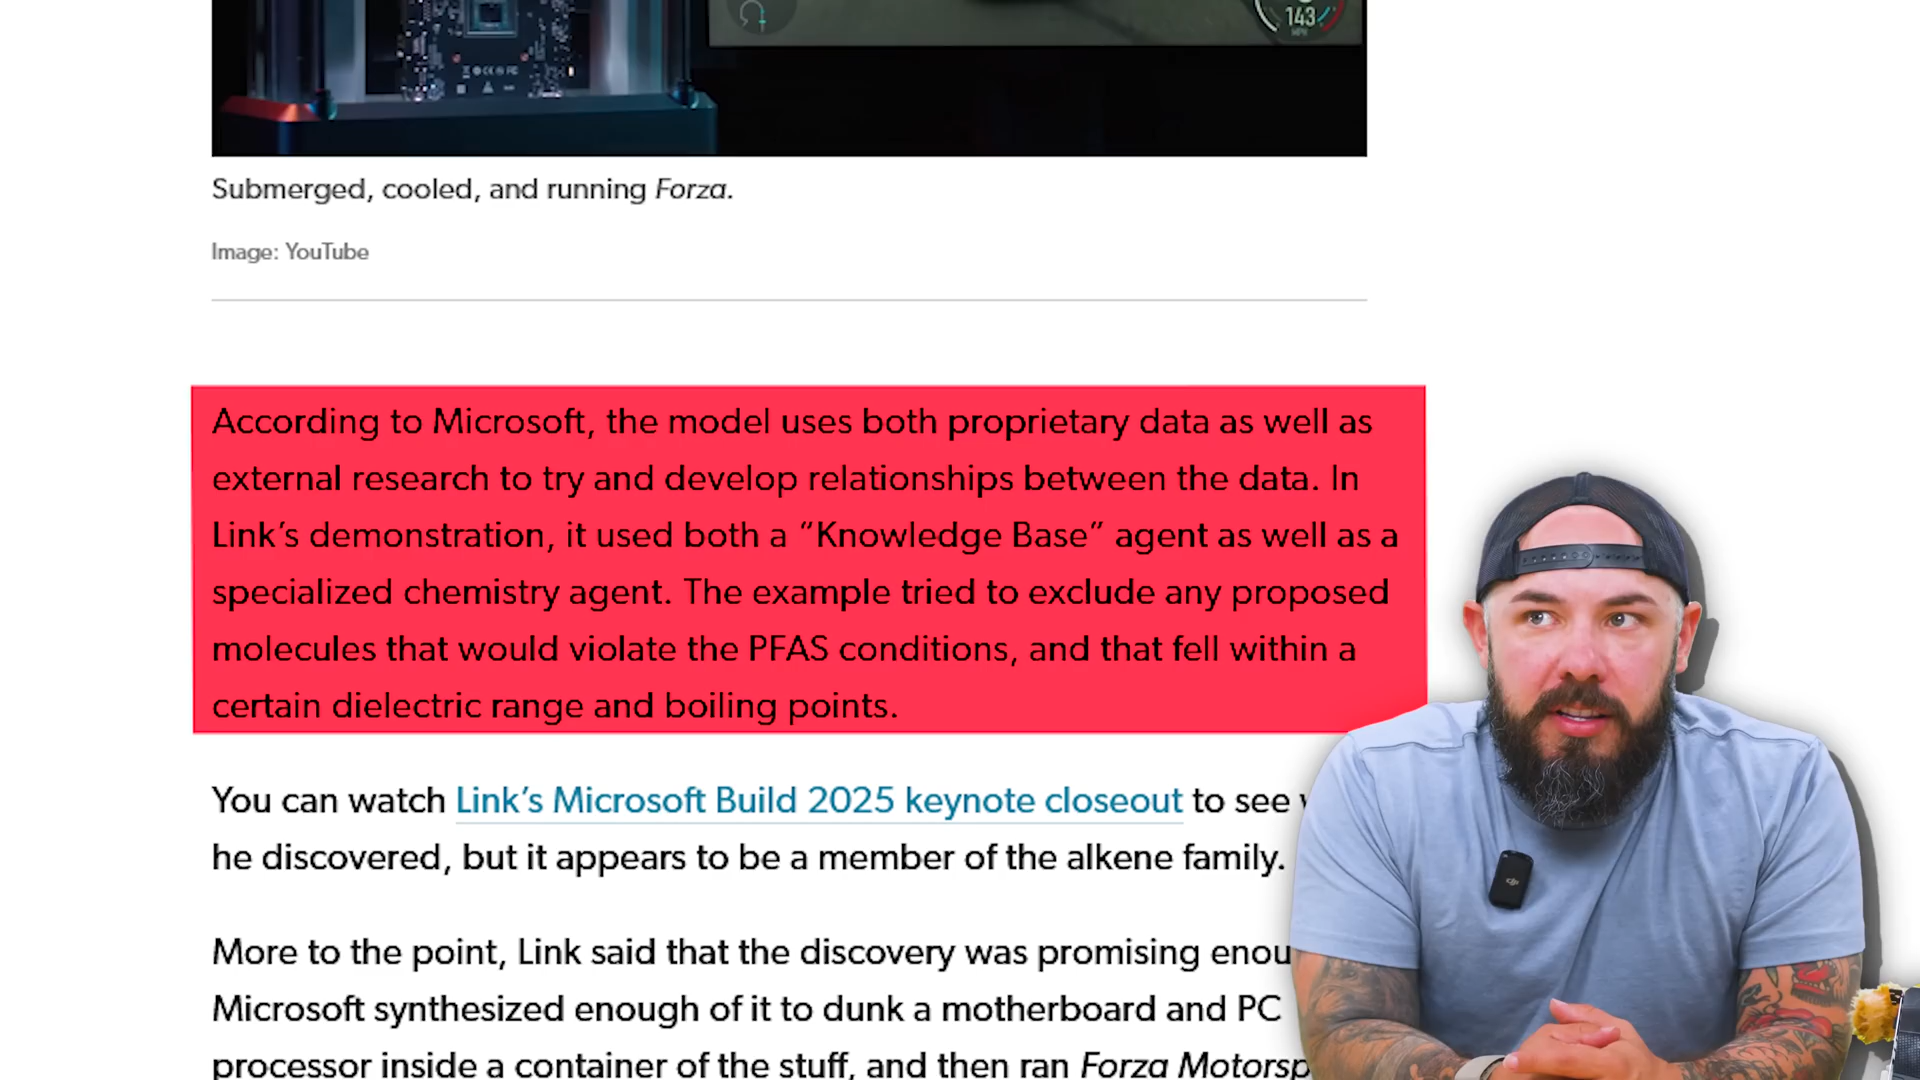 143
Submerged, cooled, and running Forza.
Image: YouTube
According to Microsoft, the model uses both proprietary data as well as
external research to try and develop relationships between the data. In
Link’s demonstration, it used both a “Knowledge Base” agent as well as a
specialized chemistry agent. The example tried to exclude any proposed
molecules that would violate the PFAS conditions, and that fell within a
certain dielectric range and boiling points.
You can watch Link’s Microsoft Build 2025 keynote closeout to see
he discovered, but it appears to be a member of the alkene family.
More to the point, Link said that the discovery was promising enou
Microsoft synthesized enough of it to dunk a motherboard and PC
processor inside a container of the stuff, and then ran Forza Motorsp
dji